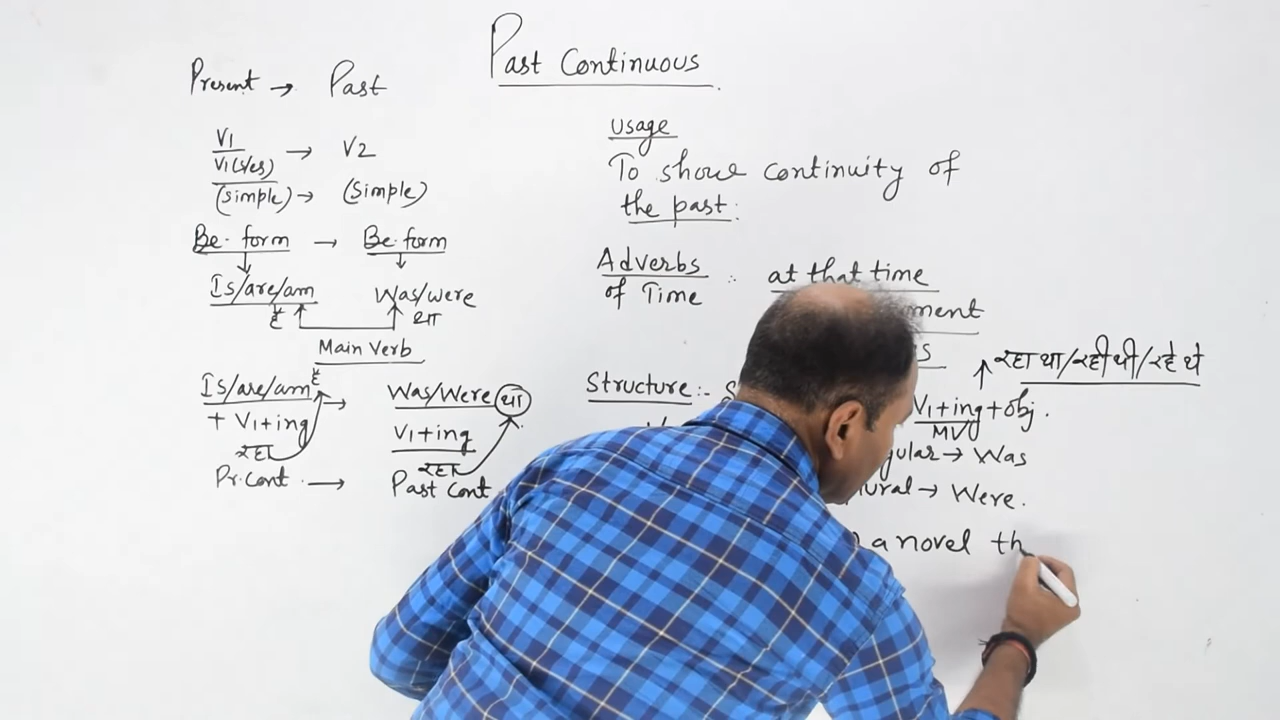 Past Continuous
Present → Past
V1 → V2
V1(s/es)
(Simple) → (Simple)
Be-form → Be-form
Is/are/am Was/were
है था
Main Verb
Is/are/am है → Was/Were था
+ V1+ing V1+ing
रहा रहा
Pr. Cont. → Past Cont
Usage
To show continuity of
the past:
Adverbs : at that time
of Time
रहा था/रही थी/रहे थे
Structure:- S V1+ing+obj.
MV
→ Was
→ Were.
a novel th